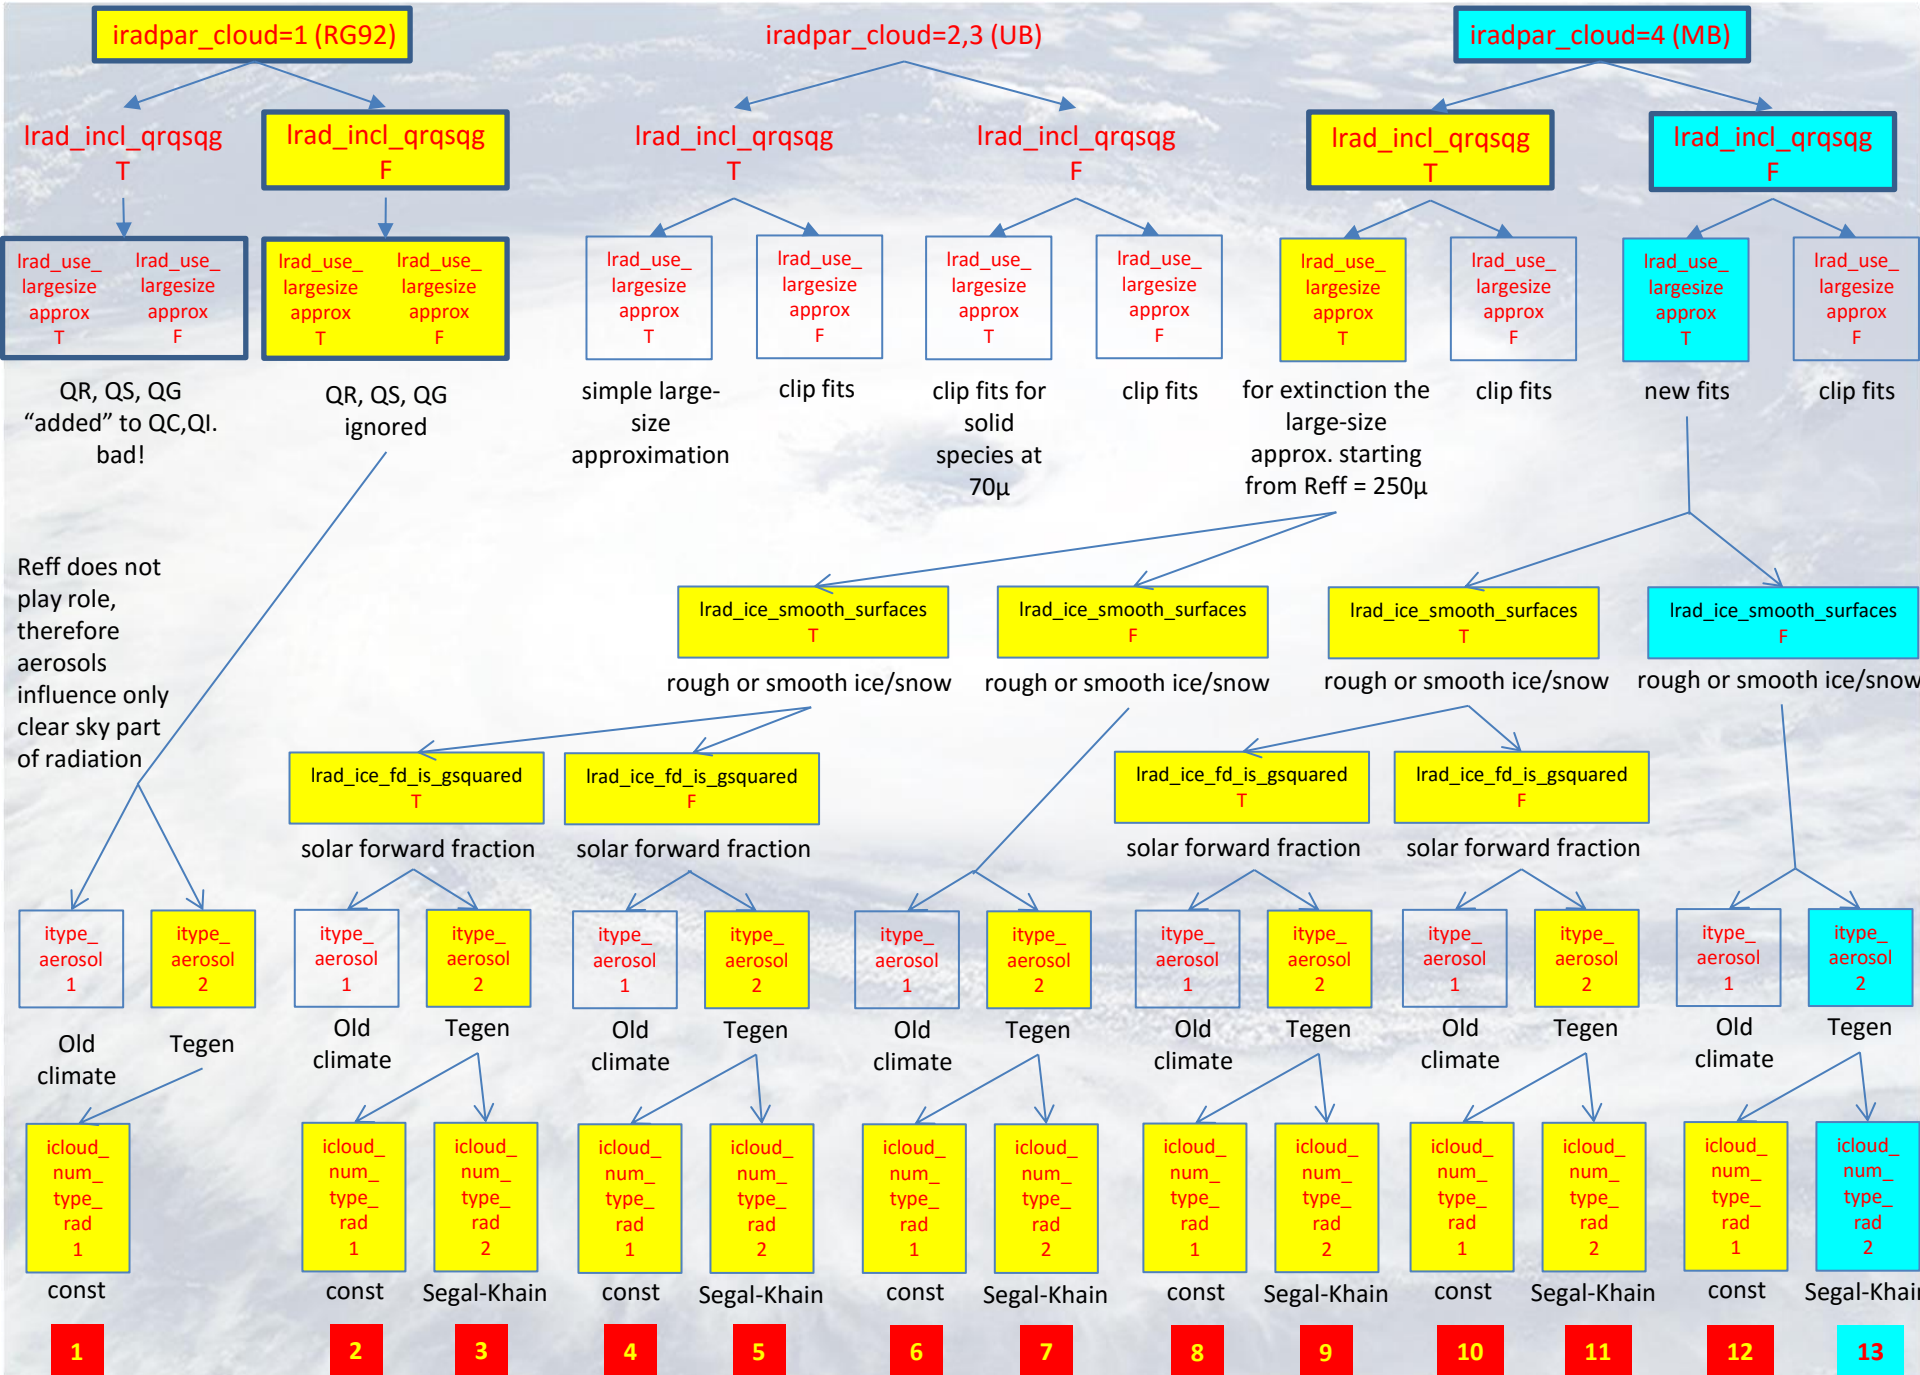 iradpar_cloud=1 (RG92)
iradpar_cloud=2,3 (UB)
iradpar_cloud=4 (MB)
lrad_incl_qrqsqg
T
lrad_incl_qrqsqg
F
lrad_incl_qrqsqg
T
lrad_incl_qrqsqg
F
lrad_incl_qrqsqg
T
lrad_incl_qrqsqg
F
lrad_use_
largesize
approx
T
lrad_use_
largesize
approx
F
lrad_use_
largesize
approx
T
lrad_use_
largesize
approx
F
lrad_use_
largesize
approx
T
lrad_use_
largesize
approx
F
lrad_use_
largesize
approx
T
lrad_use_
largesize
approx
F
lrad_use_
largesize
approx
T
lrad_use_
largesize
approx
F
lrad_use_
largesize
approx
T
lrad_use_
largesize
approx
F
QR, QS, QG
“added” to QC,QI.
bad!
QR, QS, QG
ignored
simple large-
size
approximation
clip fits
clip fits for
solid
species at
70µ
clip fits
for extinction the
large-size
approx. starting
from Reff = 250µ
clip fits
new fits
clip fits
Reff does not
play role,
therefore
aerosols
influence only
clear sky part
of radiation
lrad_ice_smooth_surfaces
T
lrad_ice_smooth_surfaces
F
lrad_ice_smooth_surfaces
T
lrad_ice_smooth_surfaces
F
rough or smooth ice/snow
rough or smooth ice/snow
rough or smooth ice/snow
rough or smooth ice/snow
lrad_ice_fd_is_gsquared
T
lrad_ice_fd_is_gsquared
F
lrad_ice_fd_is_gsquared
T
lrad_ice_fd_is_gsquared
F
solar forward fraction
solar forward fraction
solar forward fraction
solar forward fraction
itype_
aerosol
1
itype_
aerosol
2
itype_
aerosol
1
itype_
aerosol
2
itype_
aerosol
1
itype_
aerosol
2
itype_
aerosol
1
itype_
aerosol
2
itype_
aerosol
1
itype_
aerosol
2
itype_
aerosol
1
itype_
aerosol
2
itype_
aerosol
1
itype_
aerosol
2
Old
climate
Tegen
Old
climate
Tegen
Old
climate
Tegen
Old
climate
Tegen
Old
climate
Tegen
Old
climate
Tegen
Old
climate
Tegen
icloud_
num_
type_
rad
1
icloud_
num_
type_
rad
1
icloud_
num_
type_
rad
2
icloud_
num_
type_
rad
1
icloud_
num_
type_
rad
2
icloud_
num_
type_
rad
1
icloud_
num_
type_
rad
2
icloud_
num_
type_
rad
1
icloud_
num_
type_
rad
2
icloud_
num_
type_
rad
1
icloud_
num_
type_
rad
2
icloud_
num_
type_
rad
1
icloud_
num_
type_
rad
2
const
const
Segal-Khain
const
Segal-Khain
const
Segal-Khain
const
Segal-Khain
const
Segal-Khain
const
Segal-Khain
1
2
3
4
5
6
7
8
9
10
11
12
13